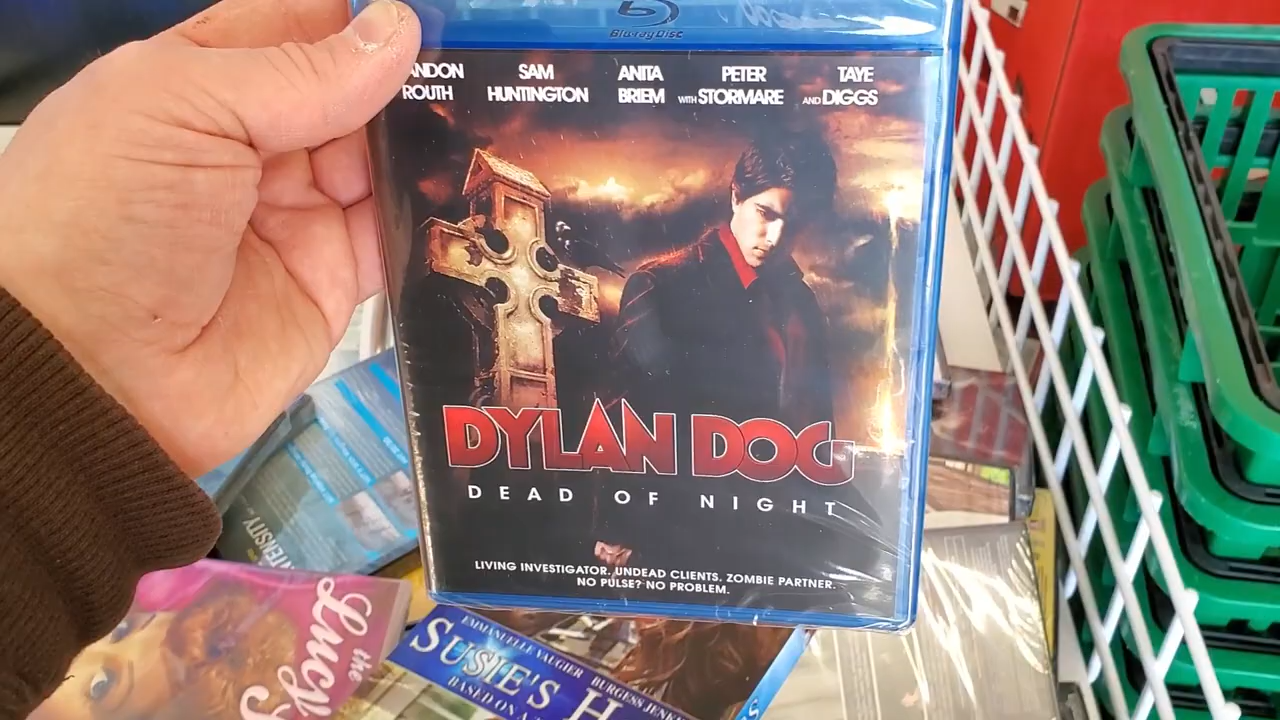 Blu-ray Disc
ANDON SAM ANITA PETER TAYE
ROUTH HUNTINGTON BRIEM WITH STORMARE AND DIGGS
DYLAN DOG
DEAD OF NIGHT
LIVING INVESTIGATOR. UNDEAD CLIENTS. ZOMBIE PARTNER.
NO PULSE? NO PROBLEM.
TENSITY
the
Lucy
EMMANUELLE VAUGIER BURGESS JENK
SUSIE'S H
BASED ON A